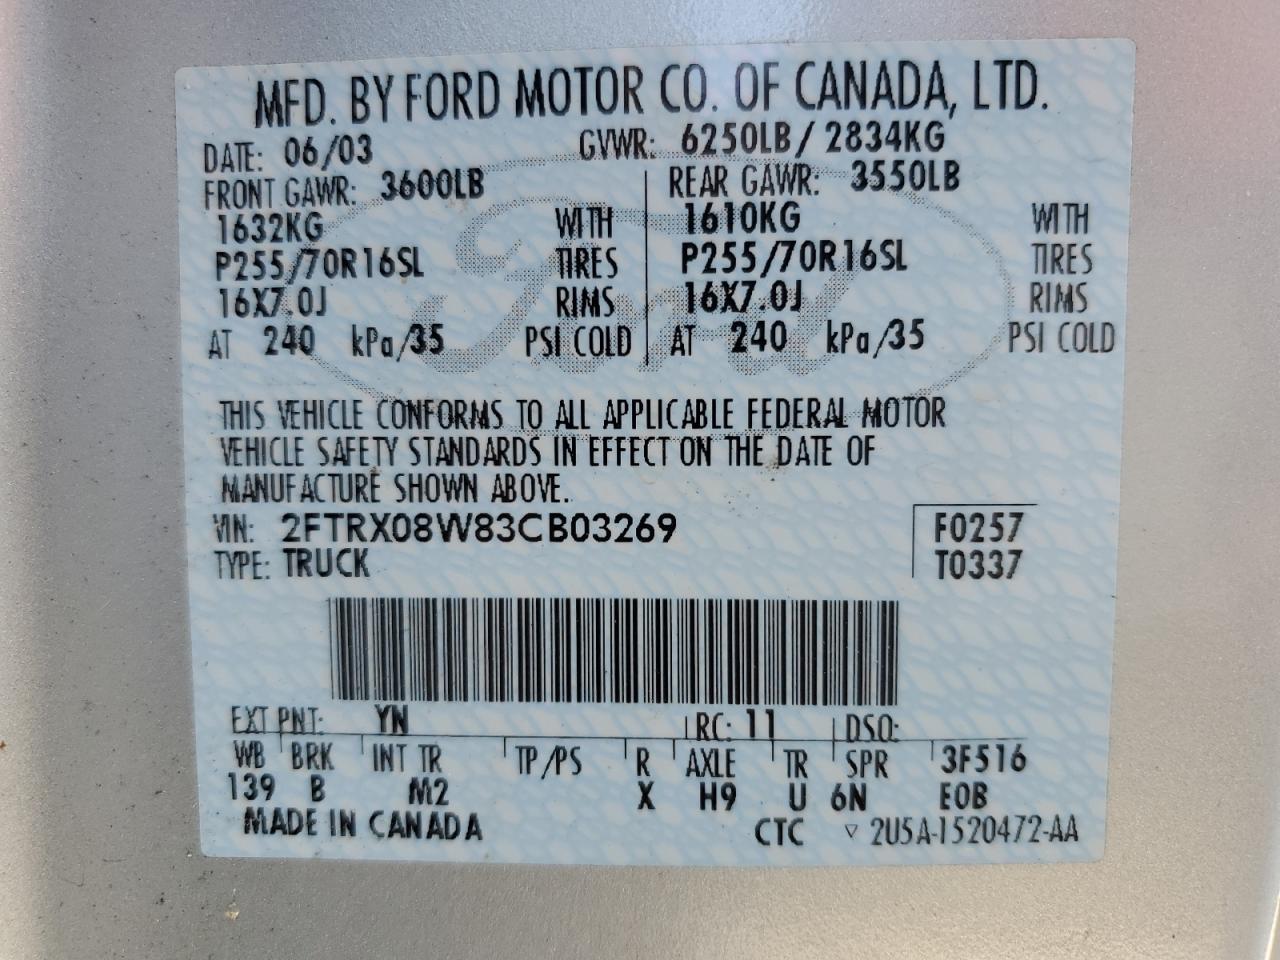 MFD. BY FORD MOTOR CO. OF CANADA, LTD.
DATE: 06/03 GVWR: 6250LB / 2834KG
FRONT GAWR: 3600LB REAR GAWR: 3550LB
1632KG WITH 1610KG WITH
P255/70R16SL TIRES P255/70R16SL TIRES
16X7.0J RIMS 16X7.0J RIMS
AT 240 kPa/35 PSI COLD AT 240 kPa/35 PSI COLD
THIS VEHICLE CONFORMS TO ALL APPLICABLE FEDERAL MOTOR
VEHICLE SAFETY STANDARDS IN EFFECT ON THE DATE OF
MANUFACTURE SHOWN ABOVE.
VIN: 2FTRX08W83CB03269 F0257
TYPE: TRUCK T0337
EXT PNT: YN RC: 11 DSO:
WB BRK INT TR TP/PS R AXLE TR SPR 3F516
139 B M2 X H9 U 6N E0B
MADE IN CANADA CTC ▽ 2U5A-1520472-AA
Ford